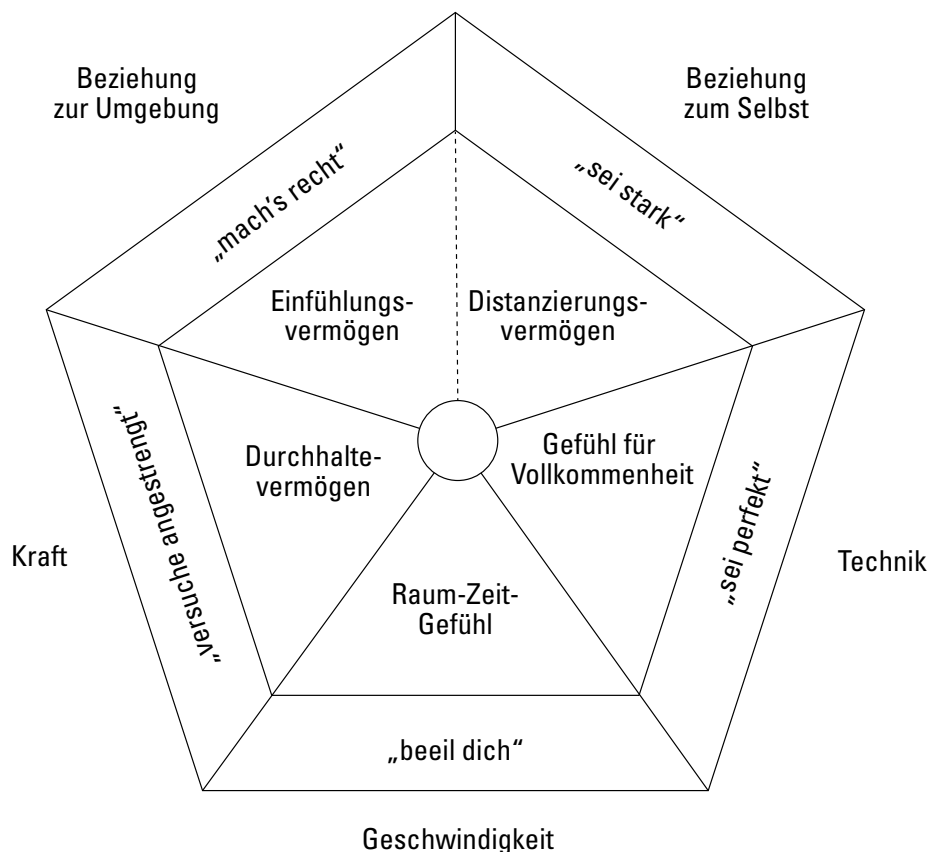 Beziehung
zur Umgebung
Beziehung
zum Selbst
„mach's recht“
„sei stark“
Einfühlungs-
vermögen
Distanzierungs-
vermögen
„versuche angestrengt“
Durchhalte-
vermögen
Gefühl für
Vollkommenheit
„sei perfekt“
Kraft
Technik
Raum-Zeit-
Gefühl
„beeil dich“
Geschwindigkeit